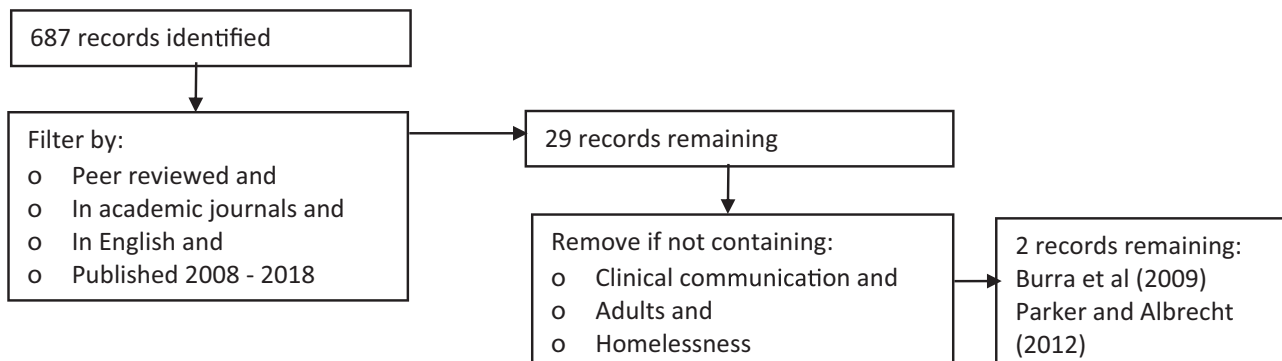 687 records identified
Filter by:
o Peer reviewed and
o In academic journals and
o In English and
o Published 2008 - 2018
29 records remaining
Remove if not containing:
o Clinical communication and
o Adults and
o Homelessness
2 records remaining:
Burra et al (2009)
Parker and Albrecht
(2012)